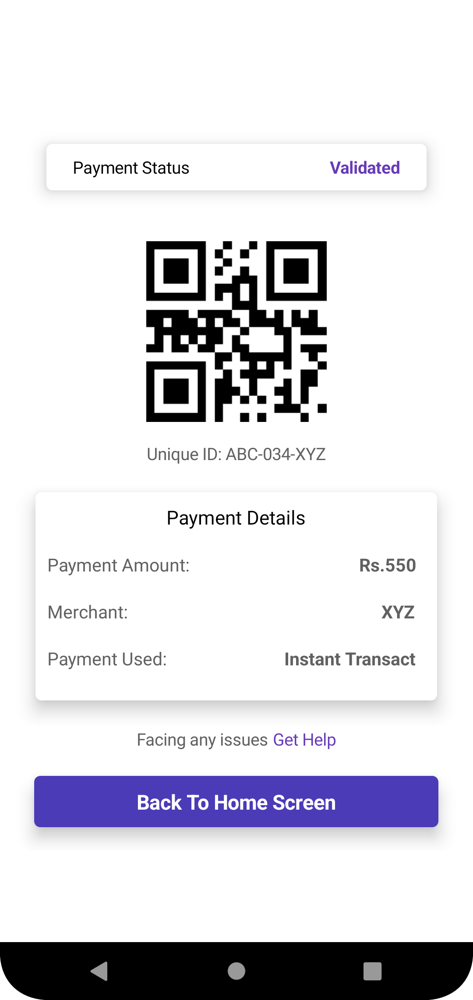 Payment Status Validated
Unique ID: ABC-034-XYZ
Payment Details
Payment Amount: Rs.550
Merchant: XYZ
Payment Used: Instant Transact
Facing any issues Get Help
Back To Home Screen